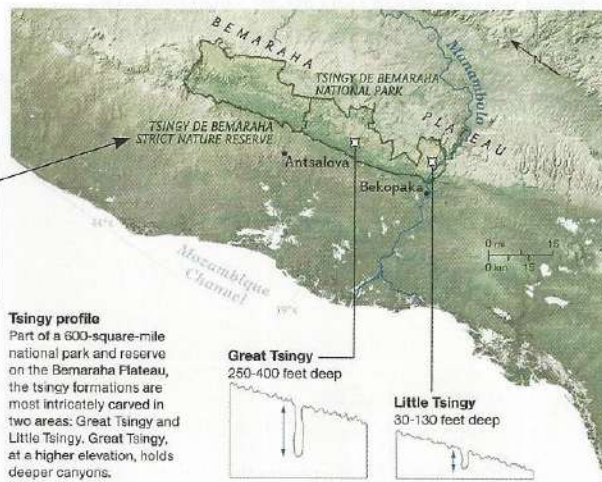 BEMARAHA
N
Manambolo
TSINGY DE BEMARAHA
NATIONAL PARK
PLATEAU
TSINGY DE BEMARAHA
STRICT NATURE RESERVE
Antsalova
Bekopaka
0 mi 15
0 km 15
Mozambique
Channel
19°S
Tsingy profile
Part of a 600-square-mile
national park and reserve
on the Bemaraha Plateau,
the tsingy formations are
most intricately carved in
two areas: Great Tsingy and
Little Tsingy. Great Tsingy,
at a higher elevation, holds
deeper canyons.
Great Tsingy
250-400 feet deep
Little Tsingy
30-130 feet deep